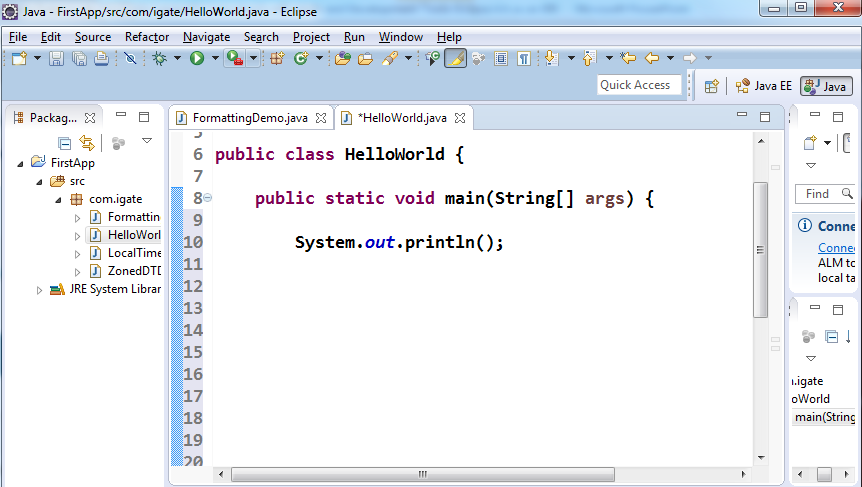 Java - FirstApp/src/com/igate/HelloWorld.java - Eclipse
File Edit Source Refactor Navigate Search Project Run Window Help
Quick Access
Java EE
Java
Packag...
FormattingDemo.java
*HelloWorld.java
FirstApp
src
com.igate
Formattin
HelloWorl
LocalTime
ZonedDTD
JRE System Librar
5
6 public class HelloWorld {
7
8 public static void main(String[] args) {
9
10 System.out.println();
11
12
13
14
15
16
17
18
19
20
Find
Conne
Connec
ALM to
local ta
.igate
oWorld
main(String